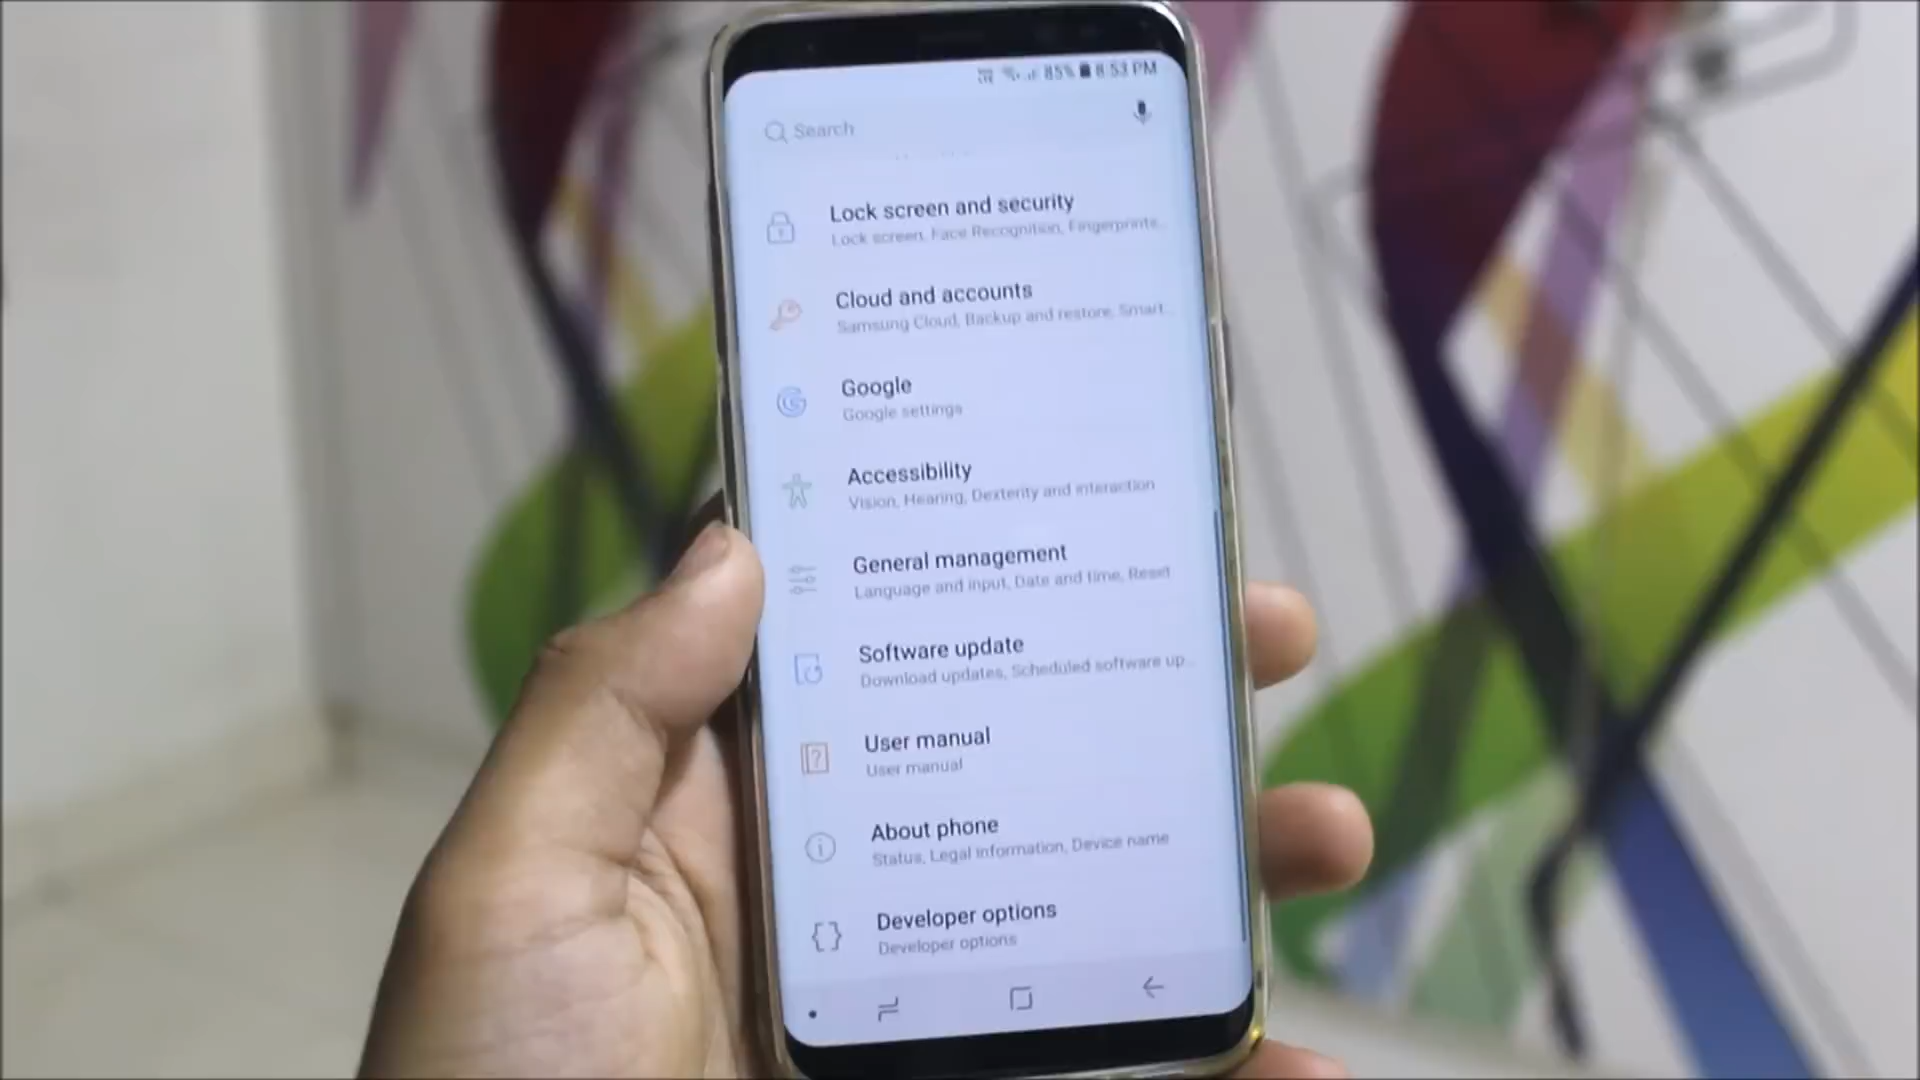 85% 8:53 PM
Search
Lock screen and security
Lock screen, Face Recognition, Fingerprints...
Cloud and accounts
Samsung Cloud, Backup and restore, Smart...
Google
Google settings
Accessibility
Vision, Hearing, Dexterity and interaction
General management
Language and input, Date and time, Reset
Software update
Download updates, Scheduled software up...
User manual
User manual
About phone
Status, Legal information, Device name
Developer options
Developer options